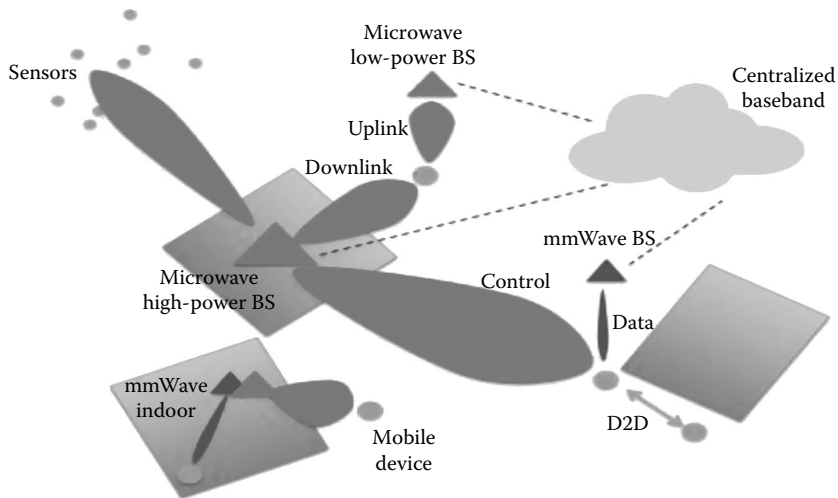 Microwave
low-power BS
Sensors
Centralized
baseband
Uplink
Downlink
mmWave BS
Microwave
high-power BS
Control
Data
mmWave
indoor
D2D
Mobile
device